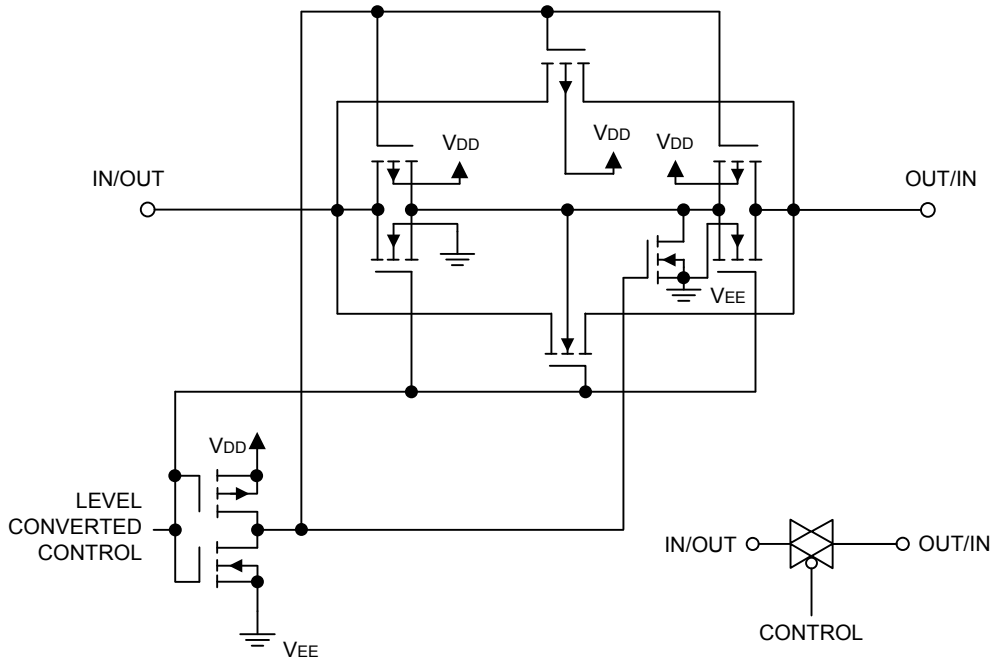 VDD
VDD
VDD
IN/OUT
OUT/IN
VEE
VDD
LEVEL
CONVERTED
CONTROL
IN/OUT
OUT/IN
CONTROL
VEE